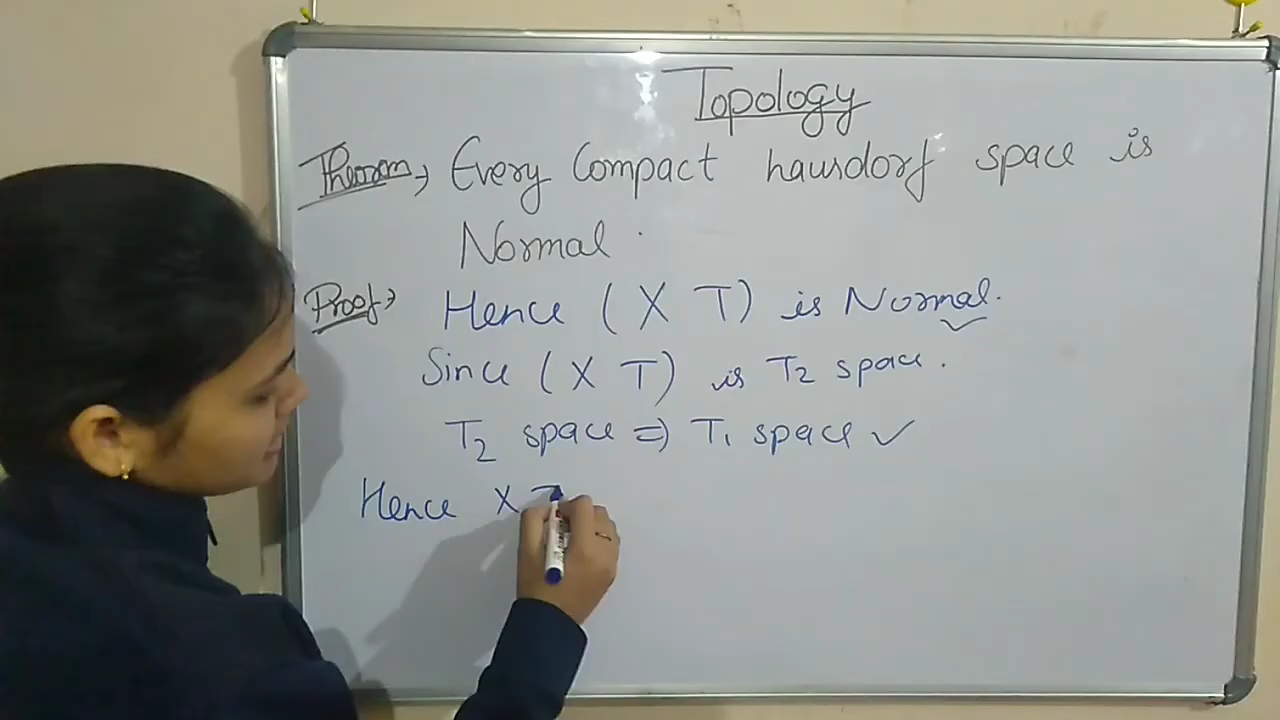 Topology
Theorem, Every Compact hausdorf space is
Normal.
Proof, Hence (X T) is Normal.
Since (X T) is T2 space.
T2 space ⇒ T1 space ✓
Hence X T